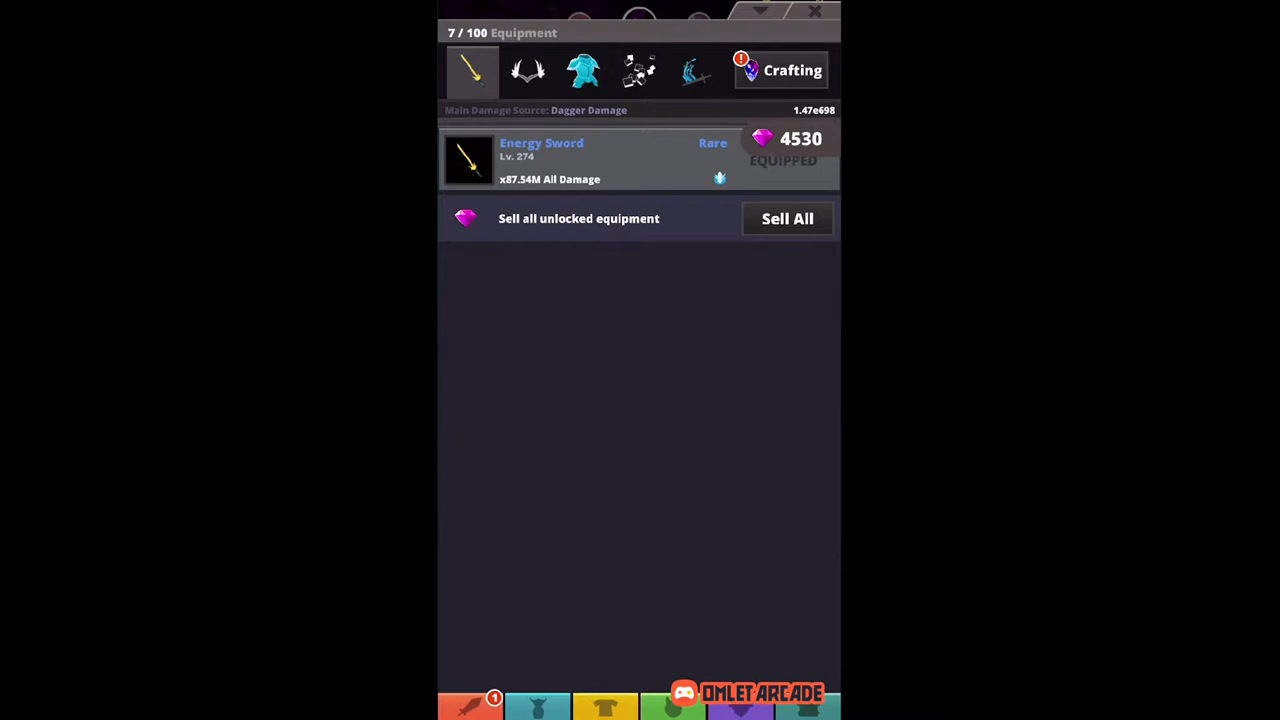 7 / 100 Equipment
! Crafting
Main Damage Source: Dagger Damage 1.47e698
4530
Energy Sword Rare
Lv. 274 EQUIPPED
x87.54M All Damage
Sell all unlocked equipment Sell All
1
OMLET ARCADE